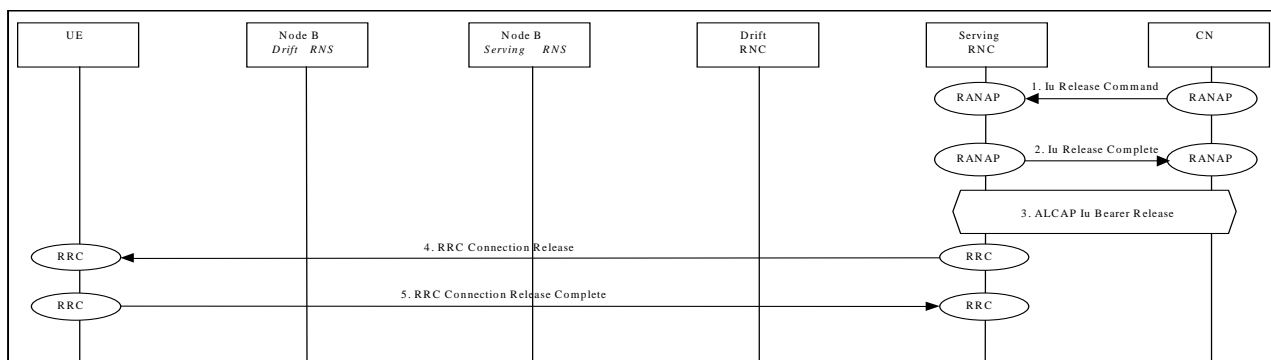 UE
Node B
Drift RNS
Node B
Serving RNS
Drift
RNC
Serving
RNC
CN
1. Iu Release Command
RANAP
RANAP
2. Iu Release Complete
RANAP
RANAP
3. ALCAP Iu Bearer Release
4. RRC Connection Release
RRC
RRC
5. RRC Connection Release Complete
RRC
RRC